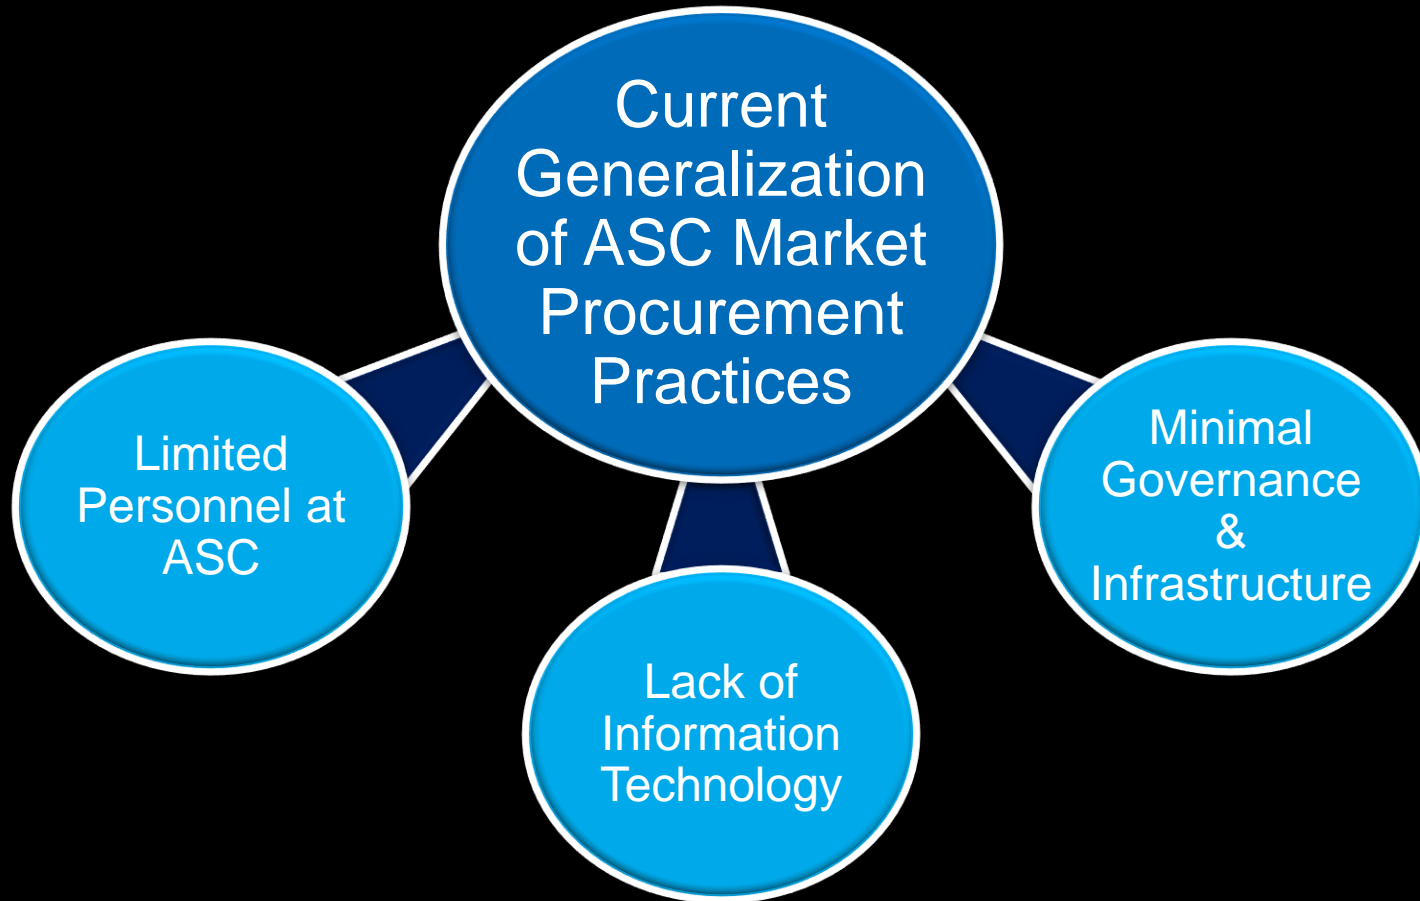 Current
Generalization
of ASC Market
Procurement
Practices
Limited
Personnel at
ASC
Lack of
Information
Technology
Minimal
Governance
&
Infrastructure